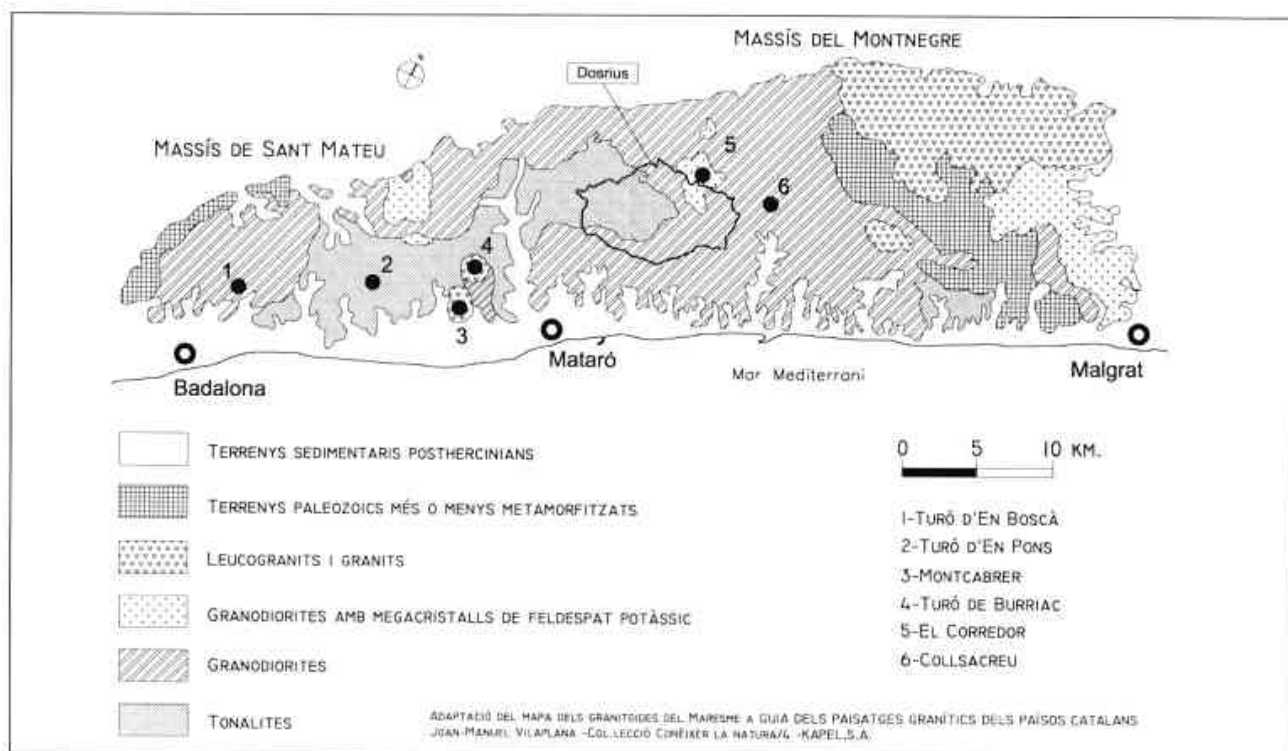 MASSÍS DEL MONTNEGRE
Dosrius
MASSÍS DE SANT MATEU
5
6
4
1
2
3
Mataró
Badalona
Mar Mediterrani
Malgrat
TERRENYS SEDIMENTARIS POSTHERCINIANS
TERRENYS PALEOZOICS MÉS O MENYS METAMORFITZATS
LEUCOGRANITS I GRANITS
GRANODIORITES AMB MEGACRISTALLS DE FELDESPAT POTÀSSIC
GRANODIORITES
TONALITES
0 5 10 KM.
1-TURÓ D'EN BOSCÀ
2-TURÓ D'EN PONS
3-MONTCABRER
4-TURÓ DE BURRIAC
5-EL CORREDOR
6-COLLSACREU
ADAPTACIÓ DEL MAPA DELS GRANITOIDES DEL MARESME A GUIA DELS PAISATGES GRANÍTICS DELS PAÏSOS CATALANS
JOAN-MANUEL VILAPLANA -COL.LECCIÓ CONÈIXER LA NATURA/4 -KAPEL,S.A.